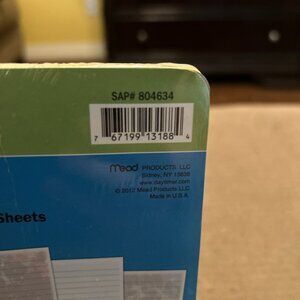 SAP# 804634
7 67199 13188 4
mead PRODUCTS LLC
Sidney, NY 13838
www.daytimer.com
© 2012 Mead Products LLC
Made in U.S.A.
Sheets